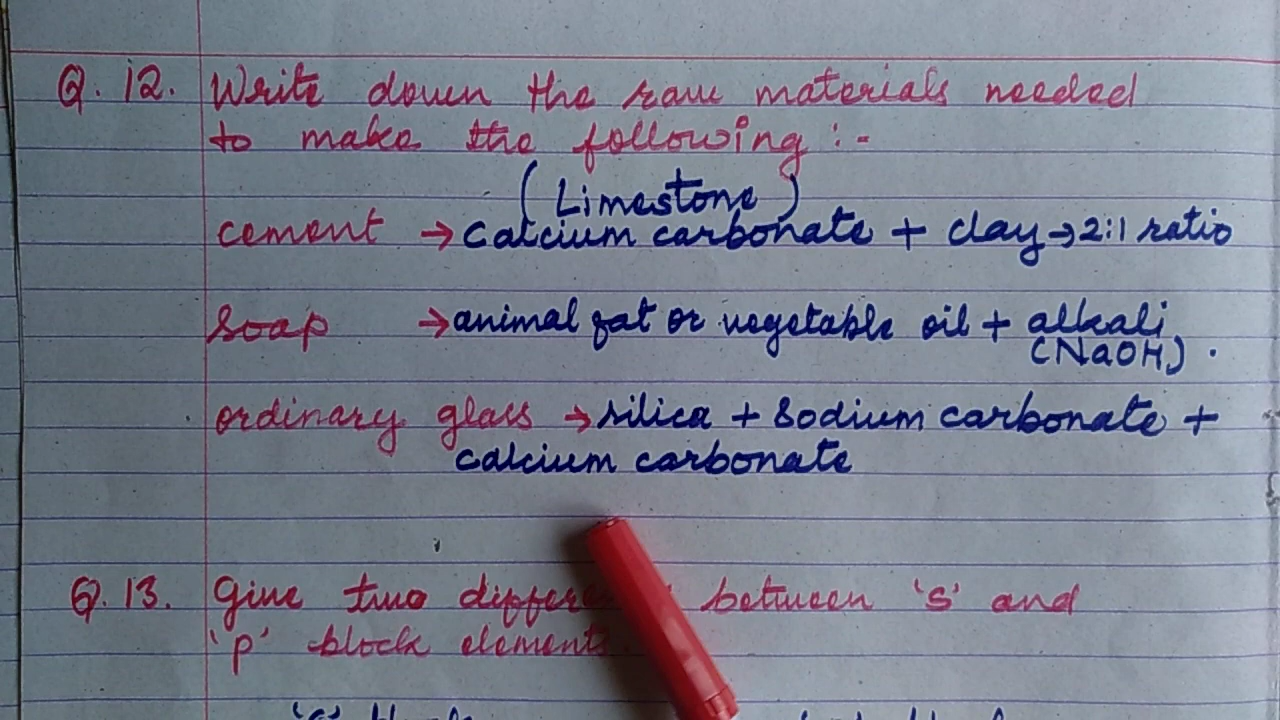 Q. 12. Write down the raw materials needed
to make the following :-
(Limestone)
cement → calcium carbonate + clay → 2:1 ratio
soap → animal fat or vegetable oil + alkali
(NaOH).
ordinary glass → silica + sodium carbonate +
calcium carbonate
Q. 13. Give two between 's' and
'p' block elements.